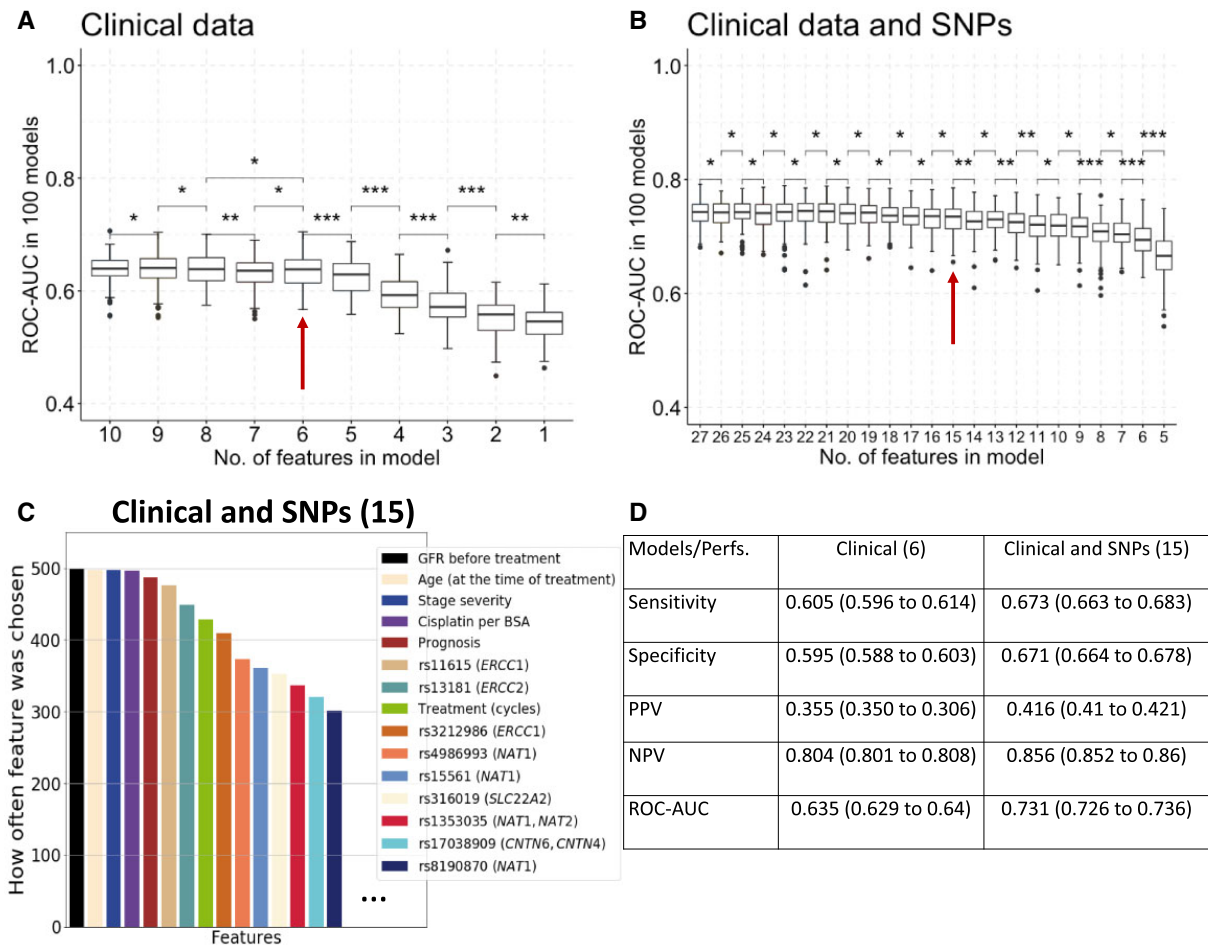 A
Clinical data
ROC-AUC in 100 models
1.0
0.8
0.6
0.4
*
* * *** ***
* ** *** *** **
10 9 8 7 6 5 4 3 2 1
No. of features in model
B
Clinical data and SNPs
ROC-AUC in 100 models
1.0
0.8
0.6
0.4
* * * * * * * ** * * ***
* * * * * * ** ** * *** ***
27 26 25 24 23 22 21 20 19 18 17 16 15 14 13 12 11 10 9 8 7 6 5
No. of features in model
C
Clinical and SNPs (15)
How often feature was chosen
500
400
300
200
100
0
Features
GFR before treatment
Age (at the time of treatment)
Stage severity
Cisplatin per BSA
Prognosis
rs11615 (ERCC1)
rs13181 (ERCC2)
Treatment (cycles)
rs3212986 (ERCC1)
rs4986993 (NAT1)
rs15561 (NAT1)
rs316019 (SLC22A2)
rs1353035 (NAT1, NAT2)
rs17038909 (CNTN6, CNTN4)
rs8190870 (NAT1)
...
D
Models/Perfs. Clinical (6) Clinical and SNPs (15)
Sensitivity 0.605 (0.596 to 0.614) 0.673 (0.663 to 0.683)
Specificity 0.595 (0.588 to 0.603) 0.671 (0.664 to 0.678)
PPV 0.355 (0.350 to 0.306) 0.416 (0.41 to 0.421)
NPV 0.804 (0.801 to 0.808) 0.856 (0.852 to 0.86)
ROC-AUC 0.635 (0.629 to 0.64) 0.731 (0.726 to 0.736)